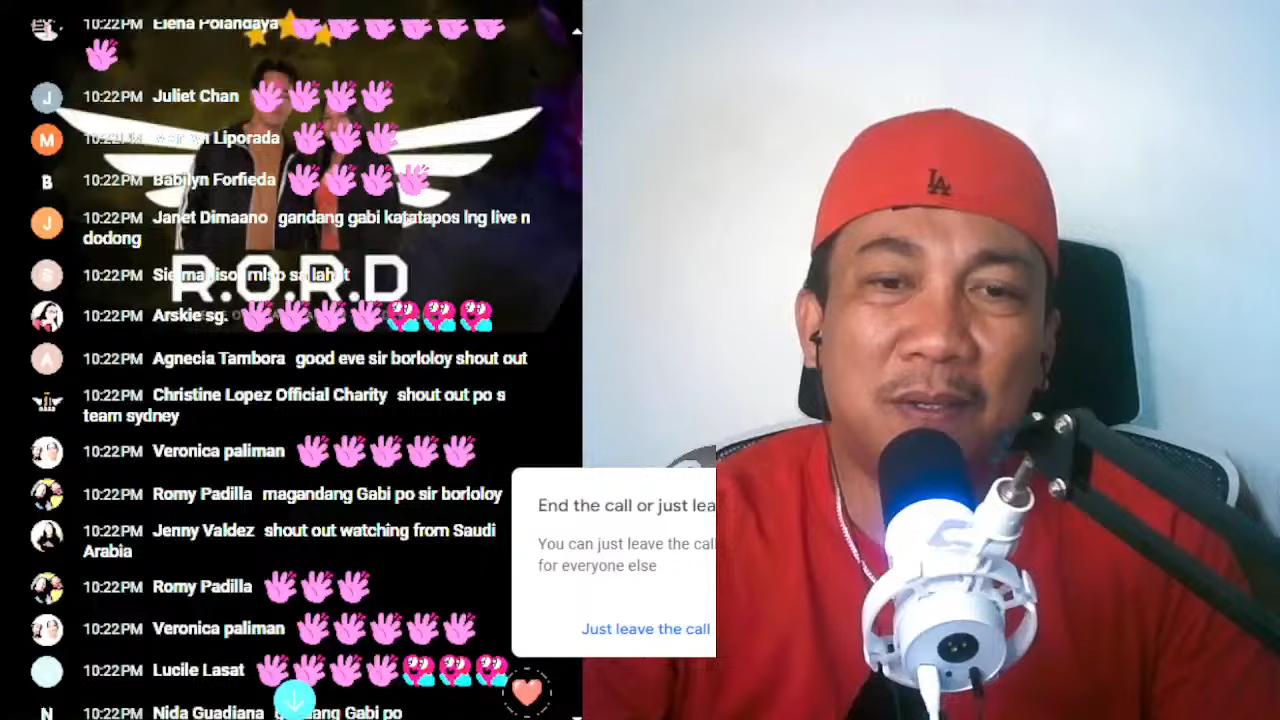 10:22PM Elena Polandaya
J 10:22PM Juliet Chan
M 10:22PM Liporada
B 10:22PM Babilyn Forfieda
J 10:22PM Janet Dimaano gandang gabi katatapos lng live n
dodong
S 10:22PM
R.O.R.D
10:22PM Arskie sg.
A 10:22PM Agnecia Tambora good eve sir borloloy shout out
10:22PM Christine Lopez Official Charity shout out po s
team sydney
10:22PM Veronica paliman
10:22PM Romy Padilla magandang Gabi po sir borloloy
10:22PM Jenny Valdez shout out watching from Saudi
Arabia
10:22PM Romy Padilla
10:22PM Veronica paliman
10:22PM Lucile Lasat
N 10:22PM Nida Guadiana Gabi po
End the call or just lea
You can just leave the call
for everyone else
Just leave the call
LA